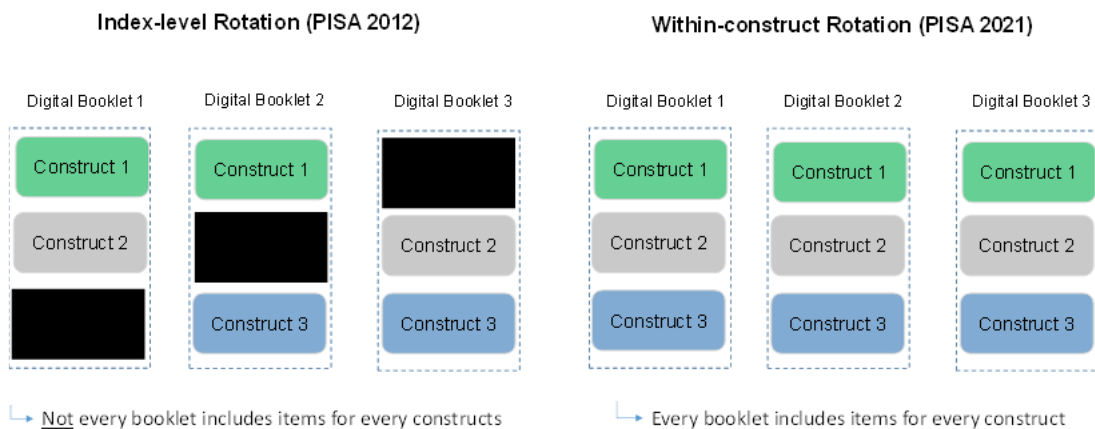 Index-level Rotation (PISA 2012)
Digital Booklet 1
Digital Booklet 2
Digital Booklet 3
Construct 1
Construct 1
Construct 2
Construct 2
Construct 3
Construct 3
Not every booklet includes items for every constructs
Within-construct Rotation (PISA 2021)
Digital Booklet 1
Digital Booklet 2
Digital Booklet 3
Construct 1
Construct 1
Construct 1
Construct 2
Construct 2
Construct 2
Construct 3
Construct 3
Construct 3
Every booklet includes items for every construct